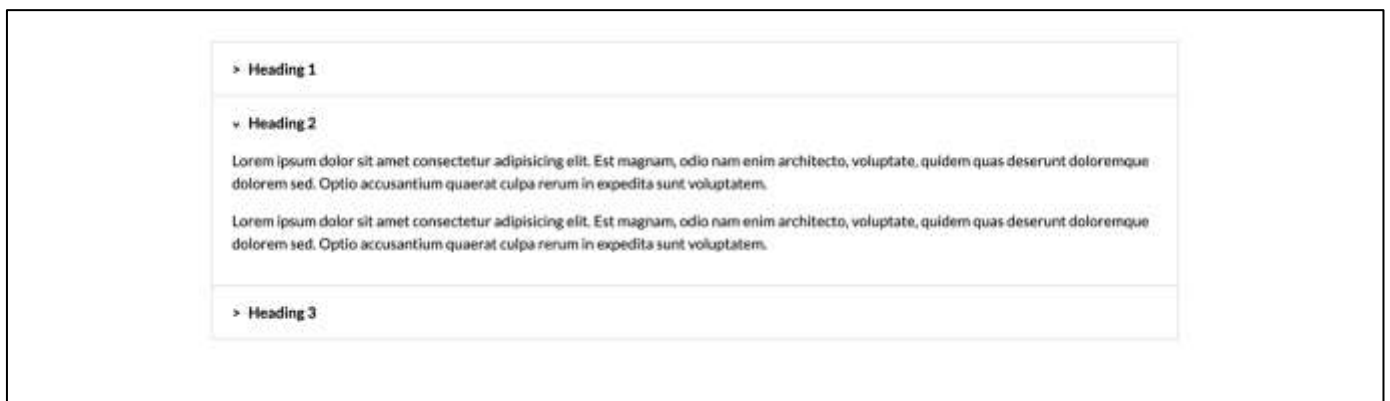 > Heading 1
v Heading 2
Lorem ipsum dolor sit amet consectetur adipisicing elit. Est magnam, odio nam enim architecto, voluptate, quidem quas deserunt doloremque
dolorem sed. Optio accusantium quaerat culpa rerum in expedita sunt voluptatem.
Lorem ipsum dolor sit amet consectetur adipisicing elit. Est magnam, odio nam enim architecto, voluptate, quidem quas deserunt doloremque
dolorem sed. Optio accusantium quaerat culpa rerum in expedita sunt voluptatem.
> Heading 3